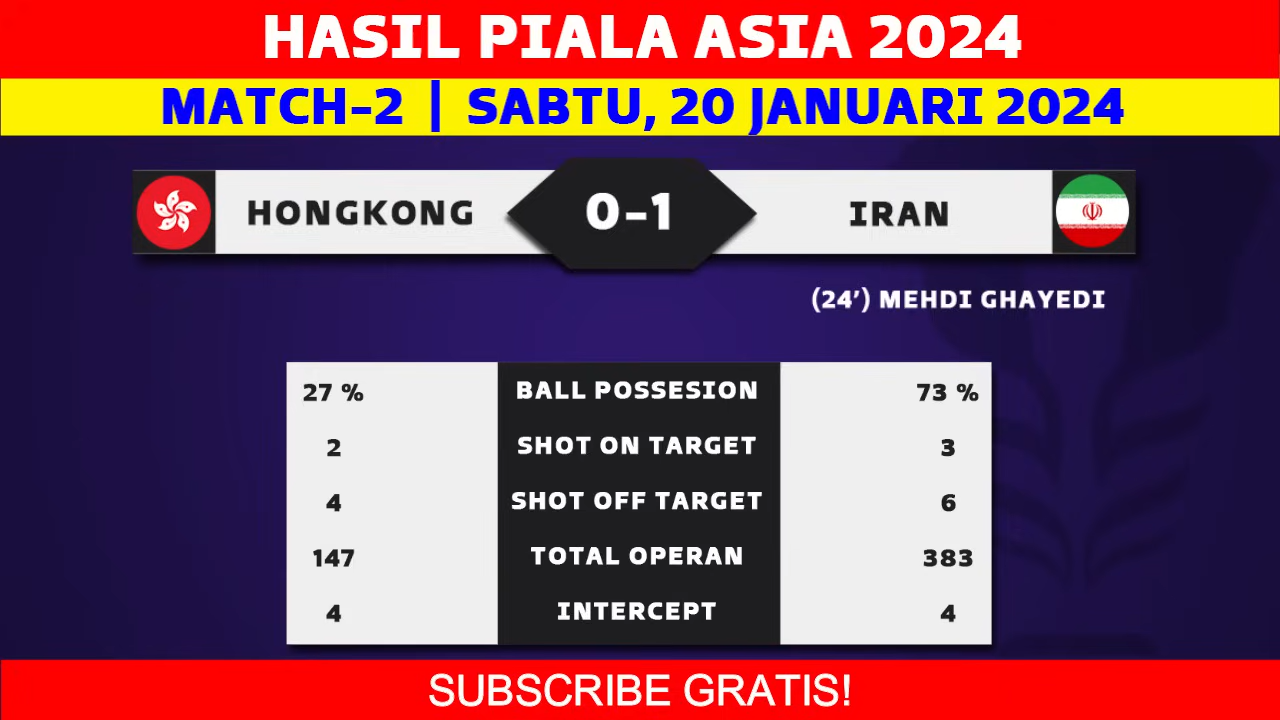 HASIL PIALA ASIA 2024
MATCH-2 | SABTU, 20 JANUARI 2024
HONGKONG 0-1 IRAN
(24') MEHDI GHAYEDI
27 % BALL POSSESION 73 %
2 SHOT ON TARGET 3
4 SHOT OFF TARGET 6
147 TOTAL OPERAN 383
4 INTERCEPT 4
SUBSCRIBE GRATIS!